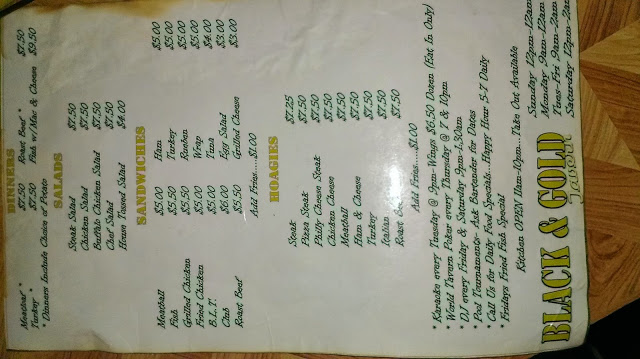 DINNERS
Meatloaf * $7.50 Roast Beef * $7.50
Turkey * $7.50 Fish w/Mac & Cheese $9.50
* Dinners Include Choice of Potato
SALADS
Steak Salad $7.50
Chicken Salad $7.50
Buffalo Chicken Salad $7.50
Chef Salad $7.50
House Tossed Salad $4.00
SANDWICHES
Meatball $5.00 Ham $5.00
Fish $5.50 Turkey $5.00
Grilled Chicken $5.50 Reuben $5.00
Fried Chicken $5.00 Wrap $5.00
B.L.T. $5.00 Tuna $4.00
Club $6.00 Egg Salad $3.00
Roast Beef $5.50 Grilled Cheese $3.00
Add Fries.....$1.00
HOAGIES
Steak $7.25
Pizza Steak $7.50
Philly Cheese Steak $7.50
Chicken Cheese $7.50
Meatball $7.50
Ham & Cheese $7.50
Turkey $7.50
Italian $7.50
Roast Beef $7.50
Add Fries.....$1.00
* Karaoke every Tuesday @ 9pm-Wings $6.50 Dozen (Eat In Only)
* World Tavern Poker every Thursday @ 7 & 10pm
* DJ every Friday & Saturday 9pm-1:30am
* Pool Tournaments- Ask Bartender for Dates
* Call Us for Daily Food Specials...Happy Hour 5-7 Daily
* Fridays Fried Fish Special
Kitchen OPEN 11am-10pm...Take Out Available
BLACK & GOLD
Tavern
Sunday 12pm-12am
Monday 9am-12am
Tues-Fri 9am-2am
Saturday 12pm-2am